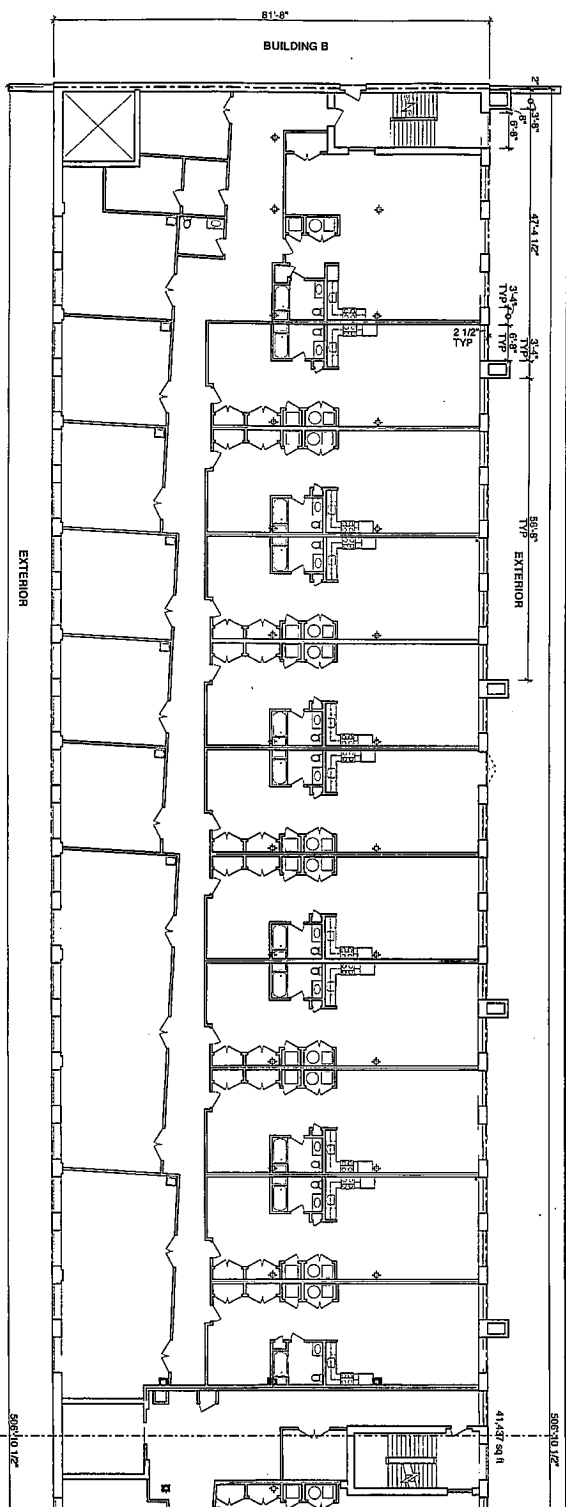 81'-8"
BUILDING B
2"
3'-8"
8"
6'-8"
47'-4 1/2"
3'-4"
TYP
6'-8"
TYP
3'-4"
TYP
2 1/2"
TYP
56'-8"
TYP
EXTERIOR
EXTERIOR
41,437 sq ft
506'-10 1/2"
506'-10 1/2"